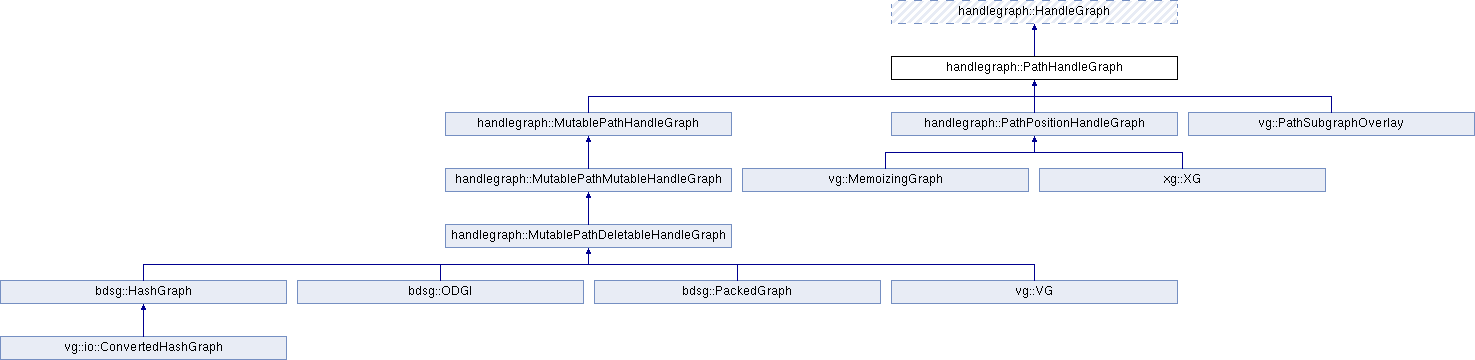 handlegraph::HandleGraph
handlegraph::PathHandleGraph
handlegraph::MutablePathHandleGraph
handlegraph::PathPositionHandleGraph
vg::PathSubgraphOverlay
handlegraph::MutablePathMutableHandleGraph
vg::MemoizingGraph
xg::XG
handlegraph::MutablePathDeletableHandleGraph
bdsg::HashGraph
bdsg::ODGI
bdsg::PackedGraph
vg::VG
vg::io::ConvertedHashGraph